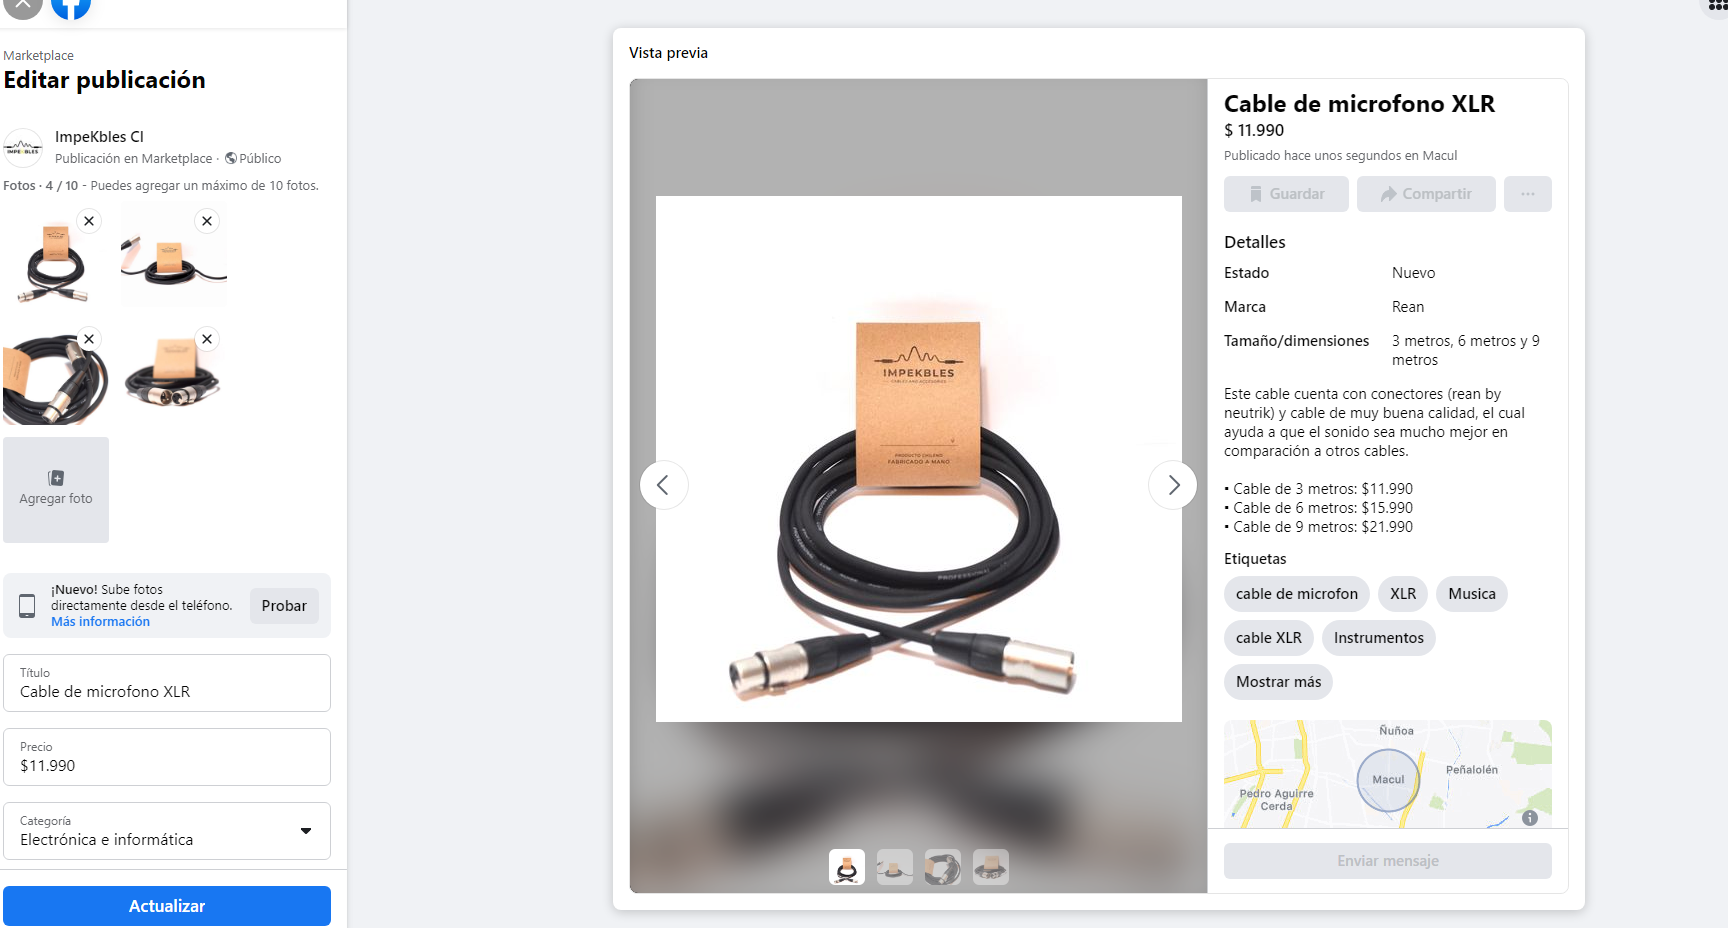 Marketplace
Editar publicación
ImpeKbles Cl
Publicación en Marketplace · Público
Fotos · 4 / 10 - Puedes agregar un máximo de 10 fotos.
Agregar foto
¡Nuevo! Sube fotos
directamente desde el teléfono.
Más información
Probar
Título
Cable de microfono XLR
Precio
$11.990
Categoría
Electrónica e informática
Actualizar
Vista previa
IMPEKBLES
CABLES AND ACCESORIES
PRODUCTO CHILENO
FABRICADO A MANO
PROFESSIONAL
Cable de microfono XLR
$ 11.990
Publicado hace unos segundos en Macul
Guardar
Compartir
...
Detalles
Estado Nuevo
Marca Rean
Tamaño/dimensiones 3 metros, 6 metros y 9
metros
Este cable cuenta con conectores (rean by
neutrik) y cable de muy buena calidad, el cual
ayuda a que el sonido sea mucho mejor en
comparación a otros cables.
• Cable de 3 metros: $11.990
• Cable de 6 metros: $15.990
• Cable de 9 metros: $21.990
Etiquetas
cable de microfon
XLR
Musica
cable XLR
Instrumentos
Mostrar más
Ñuñoa
Macul
Peñalolén
Pedro Aguirre
Cerda
Enviar mensaje